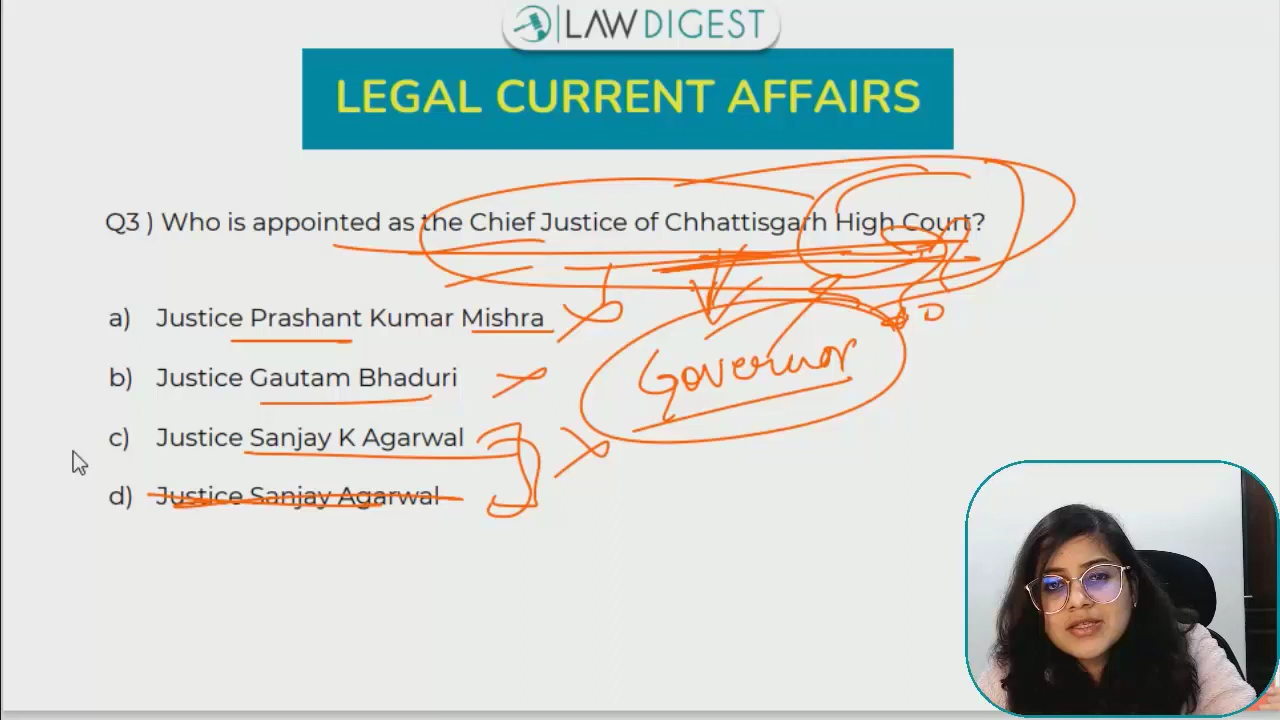 LAWDIGEST
LEGAL CURRENT AFFAIRS
Q3 ) Who is appointed as the Chief Justice of Chhattisgarh High Court?
a) Justice Prashant Kumar Mishra
b) Justice Gautam Bhaduri
Governor
c) Justice Sanjay K Agarwal
d) Justice Sanjay Agarwal